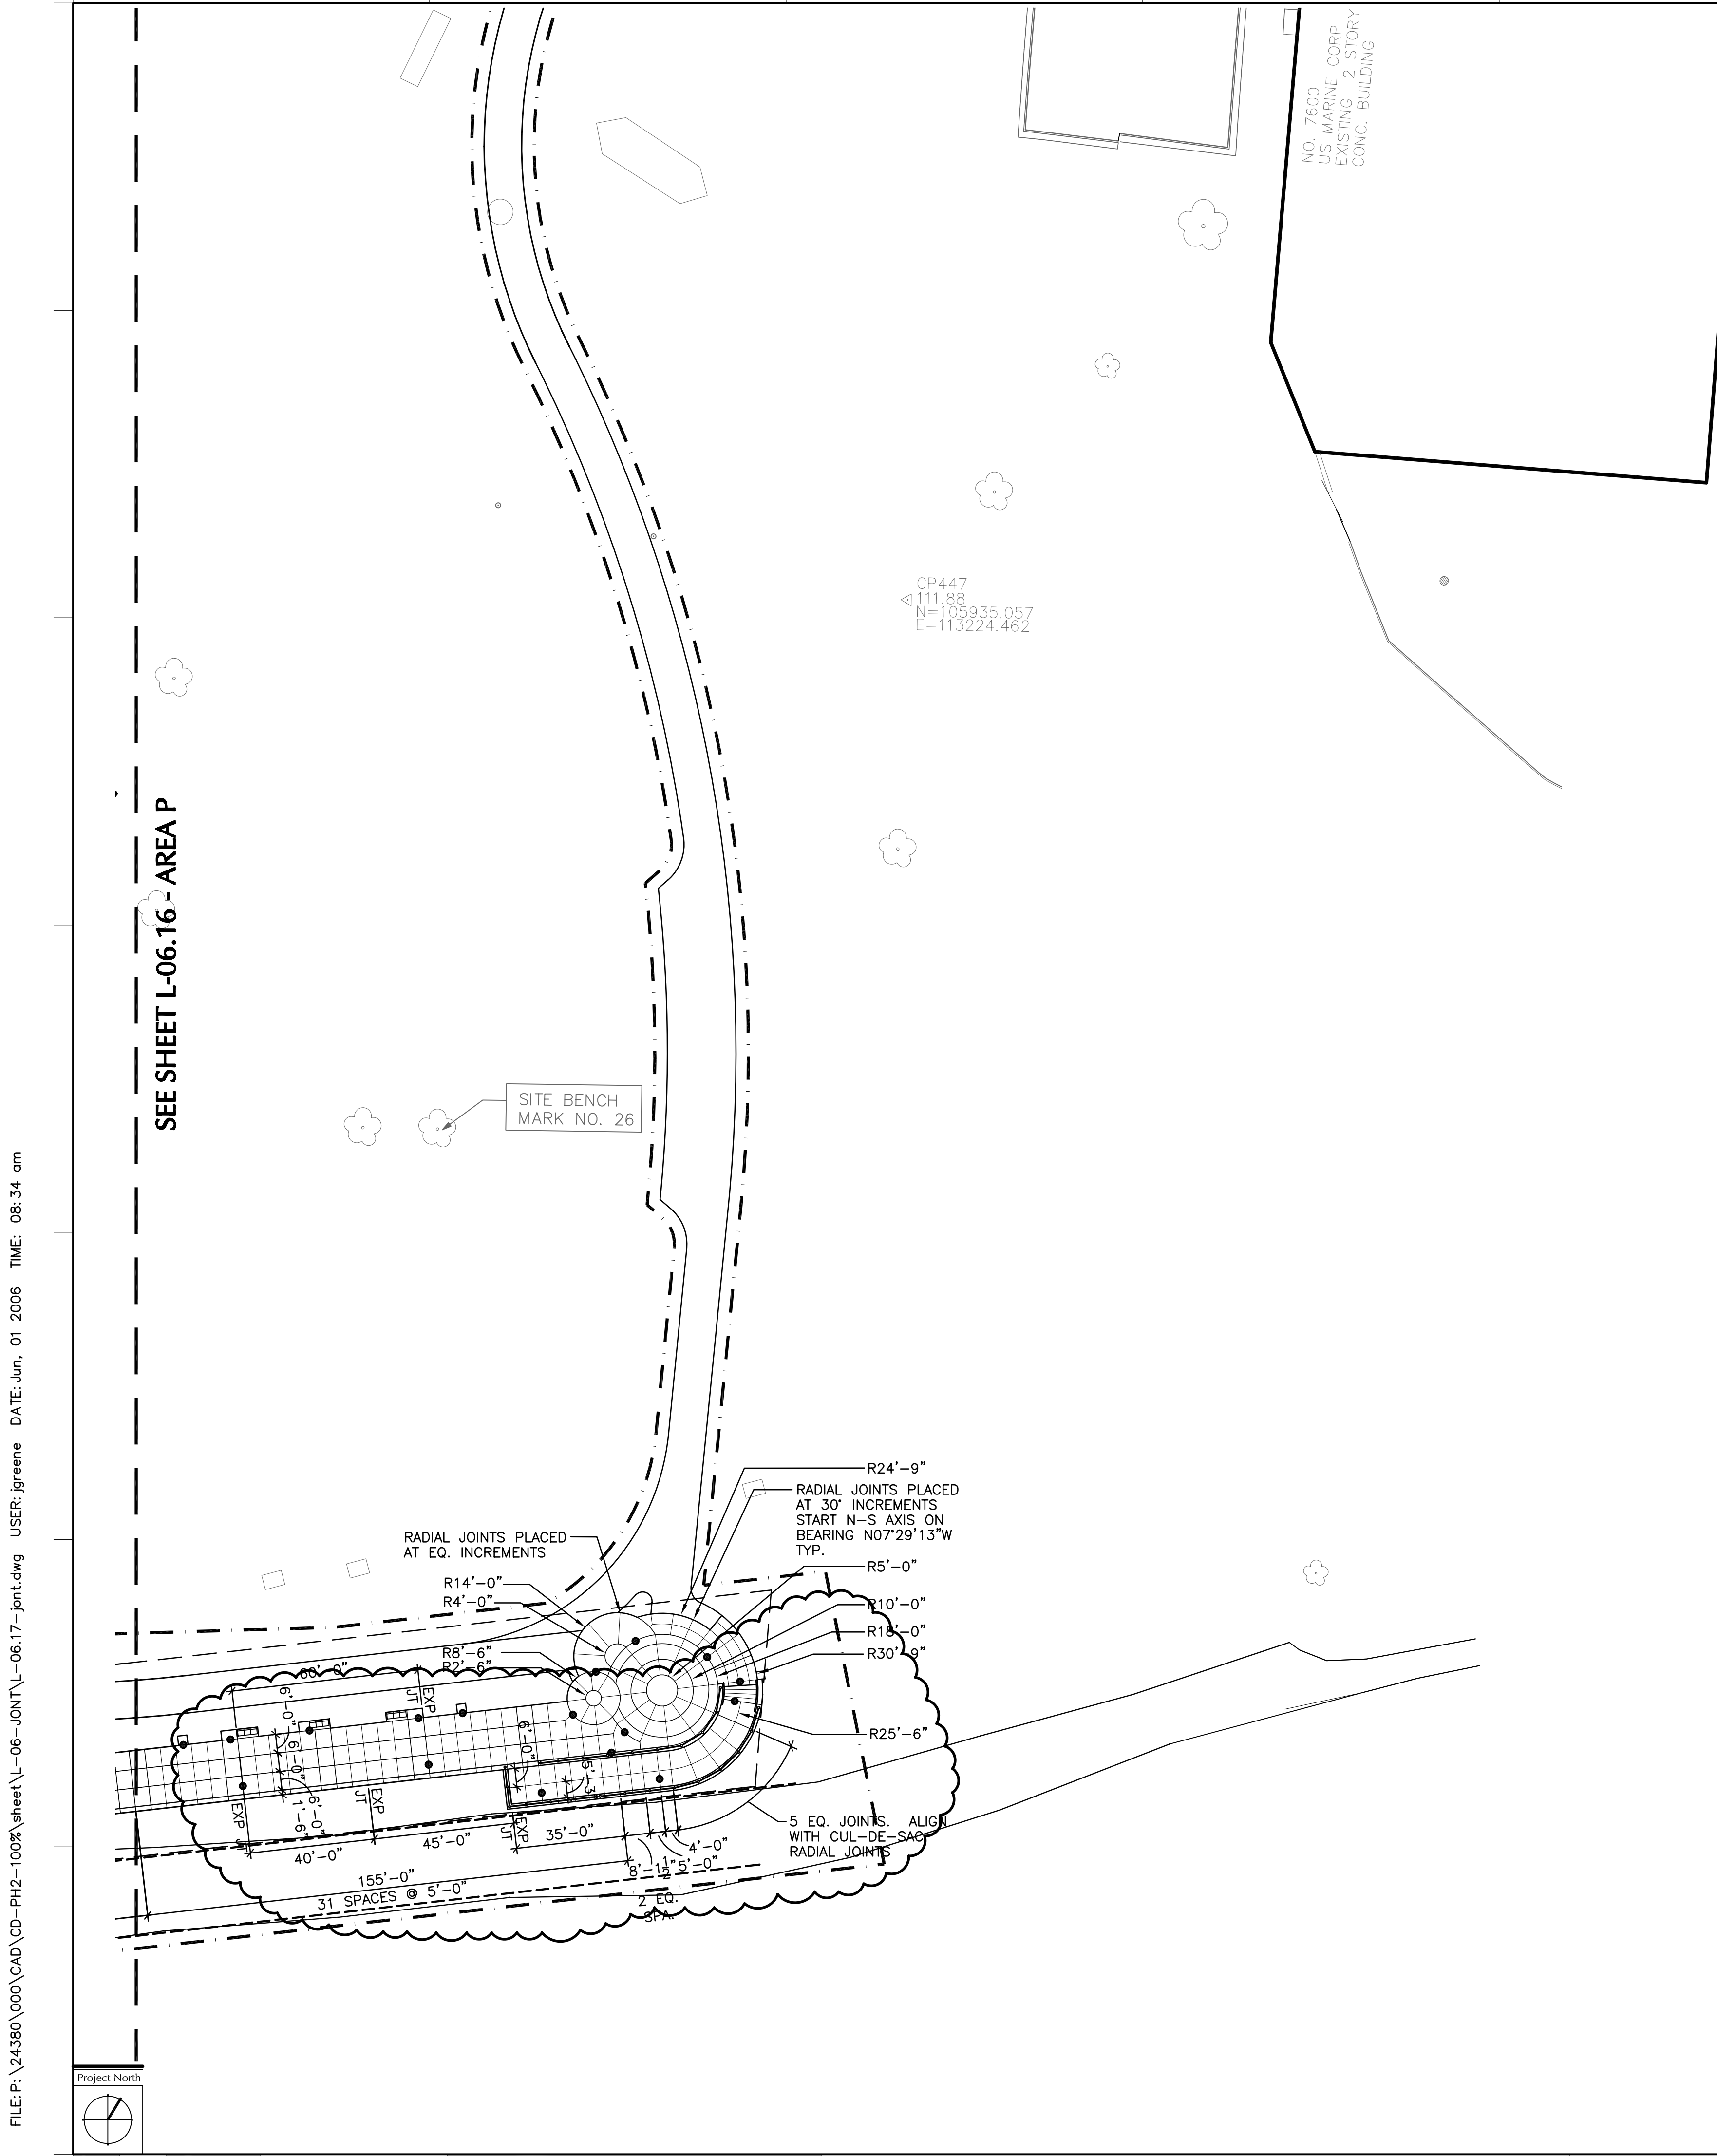 NO. 7600
US MARINE CORP
EXISTING 2 STORY
CONC. BUILDING
CP447
111.88
N=105935.057
E=113224.462
SEE SHEET L-06.16 - AREA P
SITE BENCH
MARK NO. 26
R24'-9"
RADIAL JOINTS PLACED
AT 30° INCREMENTS
START N-S AXIS ON
BEARING N07°29'13"W
TYP.
RADIAL JOINTS PLACED
AT EQ. INCREMENTS
R5'-0"
R14'-0"
R4'-0"
R10'-0"
R18'-0"
R30'-9"
R8'-6"
R2'-6"
R25'-6"
6'-0"
6'-0"
6'-0"
1'-6"
EXP
JT
EXP
JT
EXP
JT
EXP
6'-0"
5'-3"
40'-0"
45'-0"
35'-0"
4'-0"
5'-0"
8'-1 1/2"
2 EQ.
SPA.
155'-0"
31 SPACES @ 5'-0"
5 EQ. JOINTS. ALIGN
WITH CUL-DE-SAC
RADIAL JOINTS
Project North
FILE: P:\24380\000\CAD\CD-PH2-100%\sheet\L-06-JONT\L-06.17-jont.dwg USER: jgreene DATE: Jun, 01 2006 TIME: 08:34 am